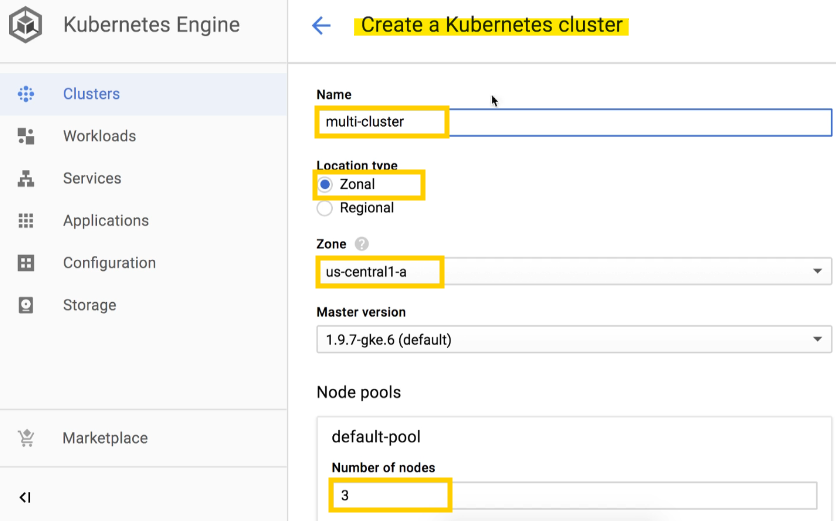 Kubernetes Engine
Clusters
Workloads
Services
Applications
Configuration
Storage
Marketplace
Create a Kubernetes cluster
Name
multi-cluster
Location type
Zonal
Regional
Zone ?
us-central1-a
Master version
1.9.7-gke.6 (default)
Node pools
default-pool
Number of nodes
3